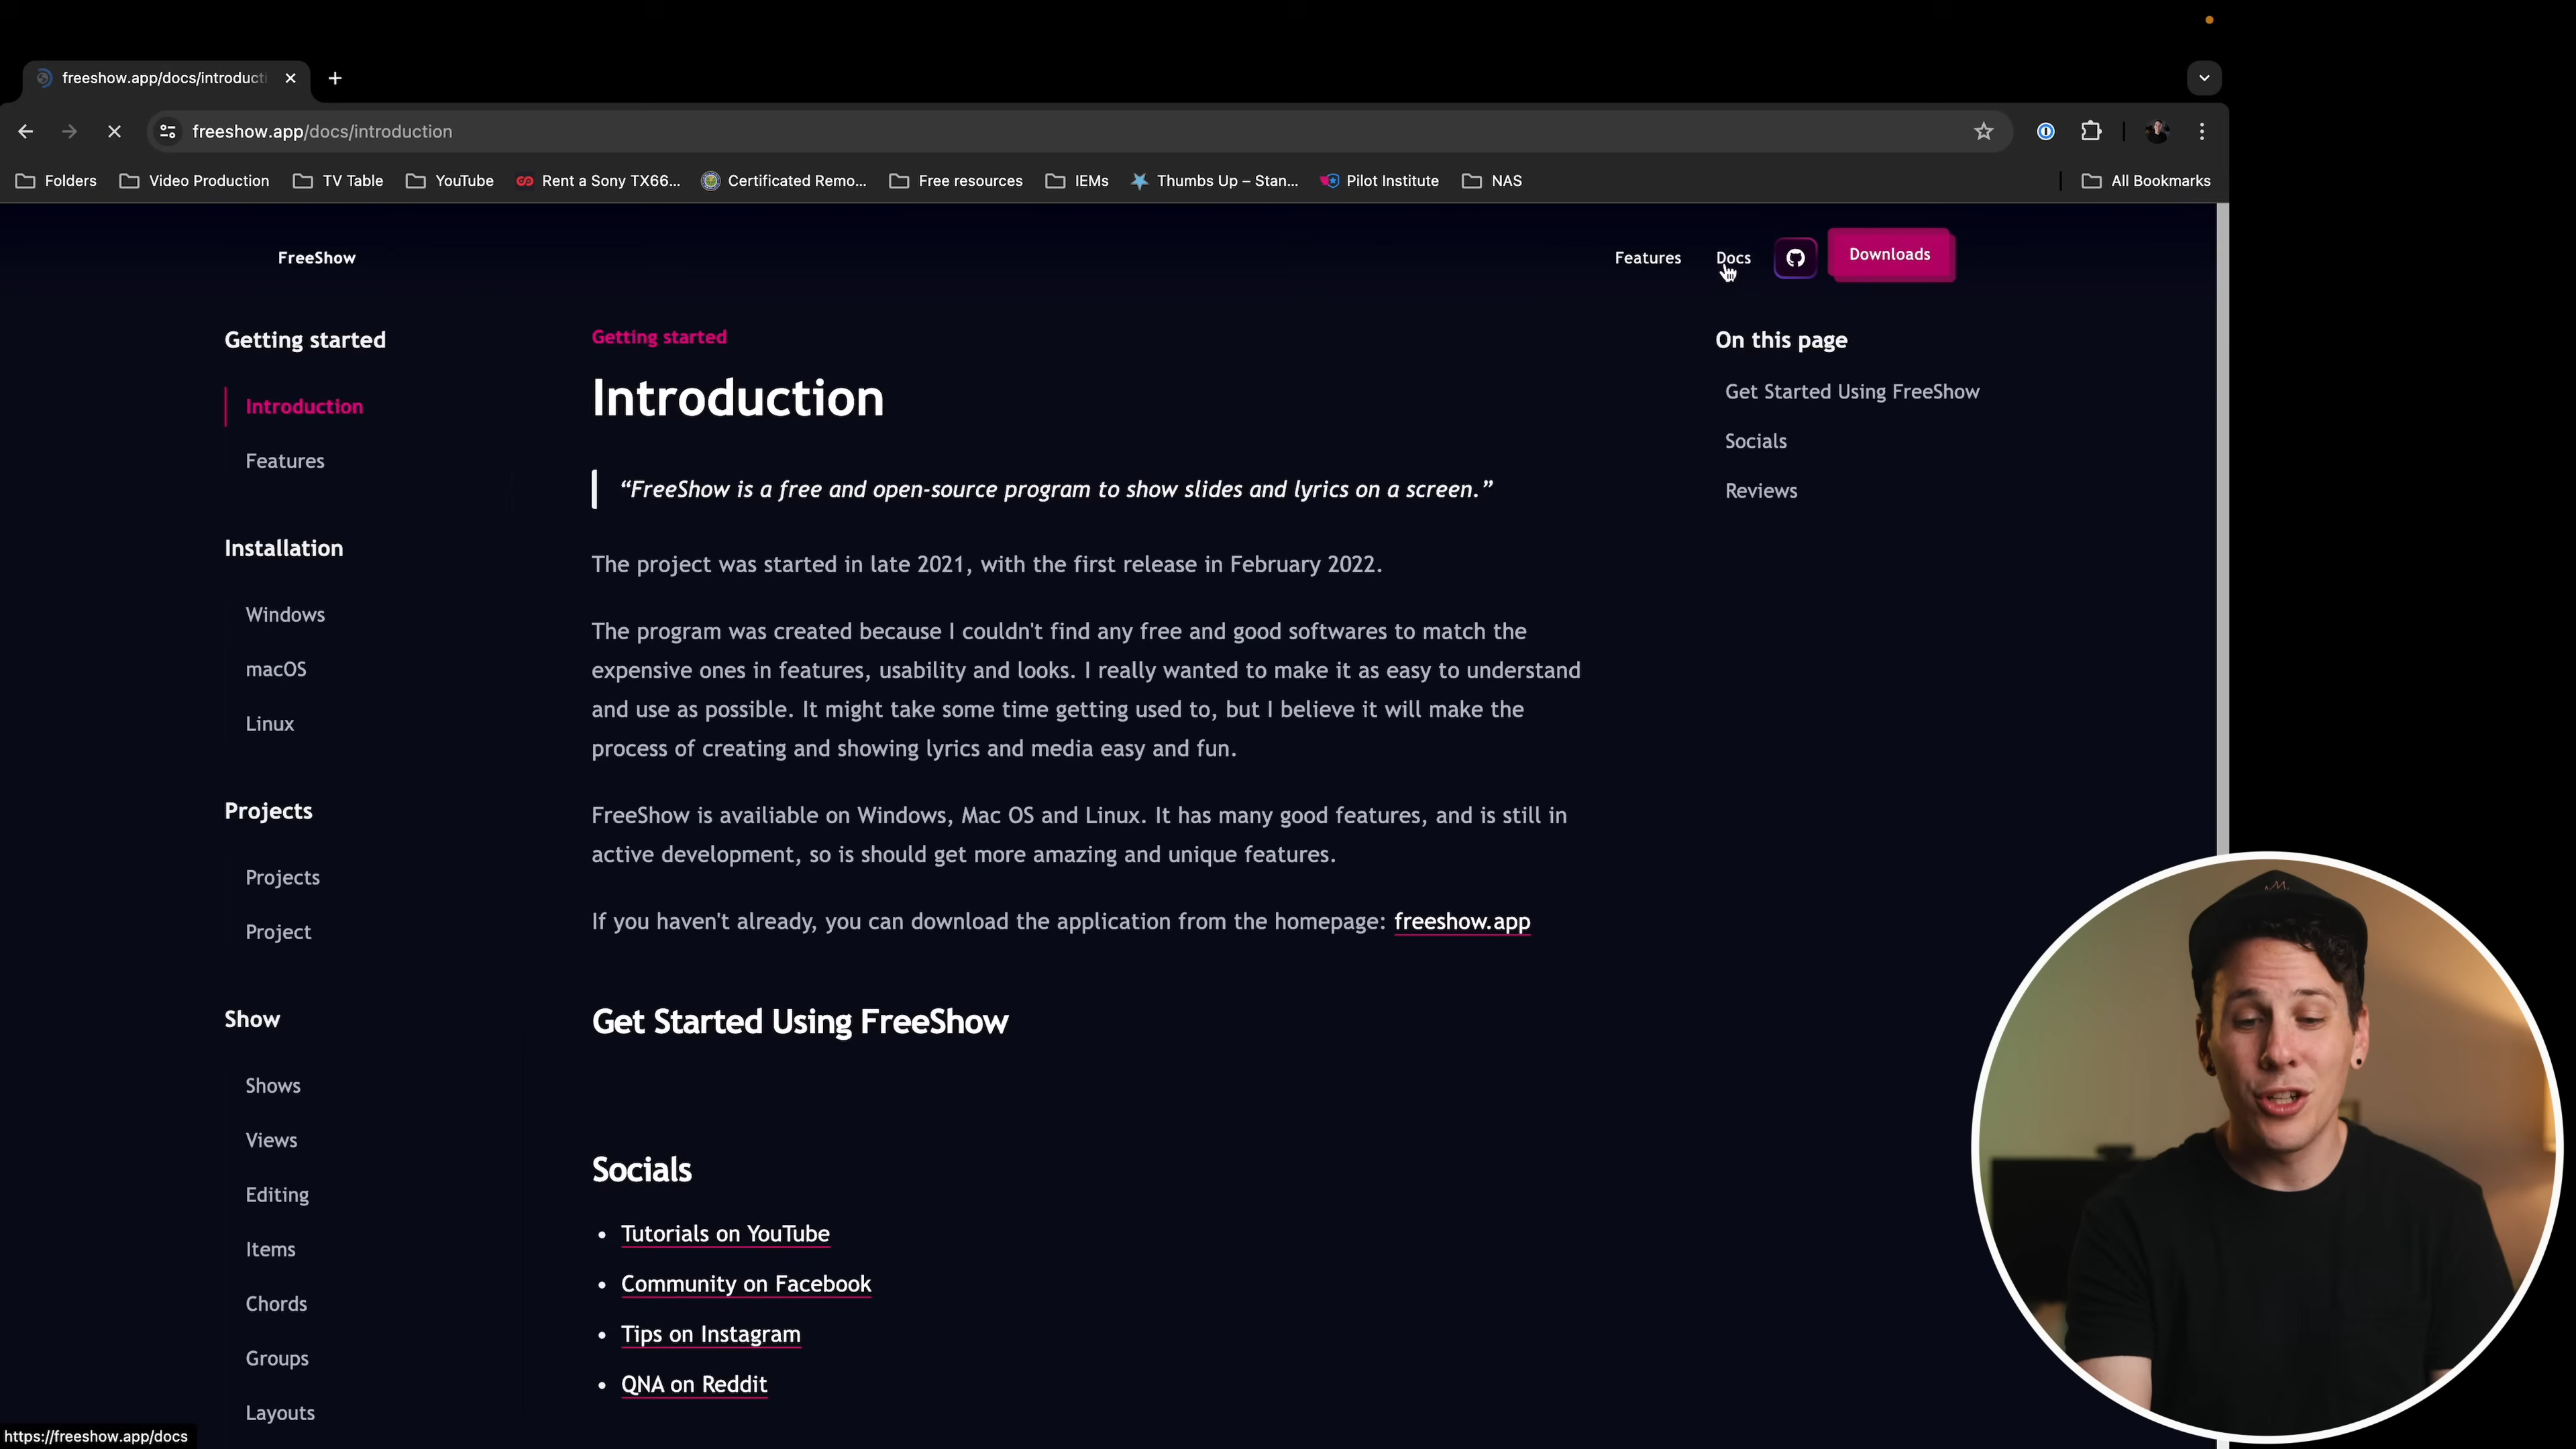 freeshow.app/docs/introducti
freeshow.app/docs/introduction
Folders
Video Production
TV Table
YouTube
Rent a Sony TX66...
Certificated Remo...
Free resources
IEMs
Thumbs Up – Stan...
Pilot Institute
NAS
All Bookmarks
FreeShow
Features
Docs
Downloads
Getting started
Introduction
Features
Installation
Windows
macOS
Linux
Projects
Projects
Project
Show
Shows
Views
Editing
Items
Chords
Groups
Layouts
Getting started
Introduction
“FreeShow is a free and open-source program to show slides and lyrics on a screen.”
The project was started in late 2021, with the first release in February 2022.
The program was created because I couldn't find any free and good softwares to match the
expensive ones in features, usability and looks. I really wanted to make it as easy to understand
and use as possible. It might take some time getting used to, but I believe it will make the
process of creating and showing lyrics and media easy and fun.
FreeShow is availiable on Windows, Mac OS and Linux. It has many good features, and is still in
active development, so is should get more amazing and unique features.
If you haven't already, you can download the application from the homepage: freeshow.app
Get Started Using FreeShow
Socials
• Tutorials on YouTube
• Community on Facebook
• Tips on Instagram
• QNA on Reddit
On this page
Get Started Using FreeShow
Socials
Reviews
https://freeshow.app/docs